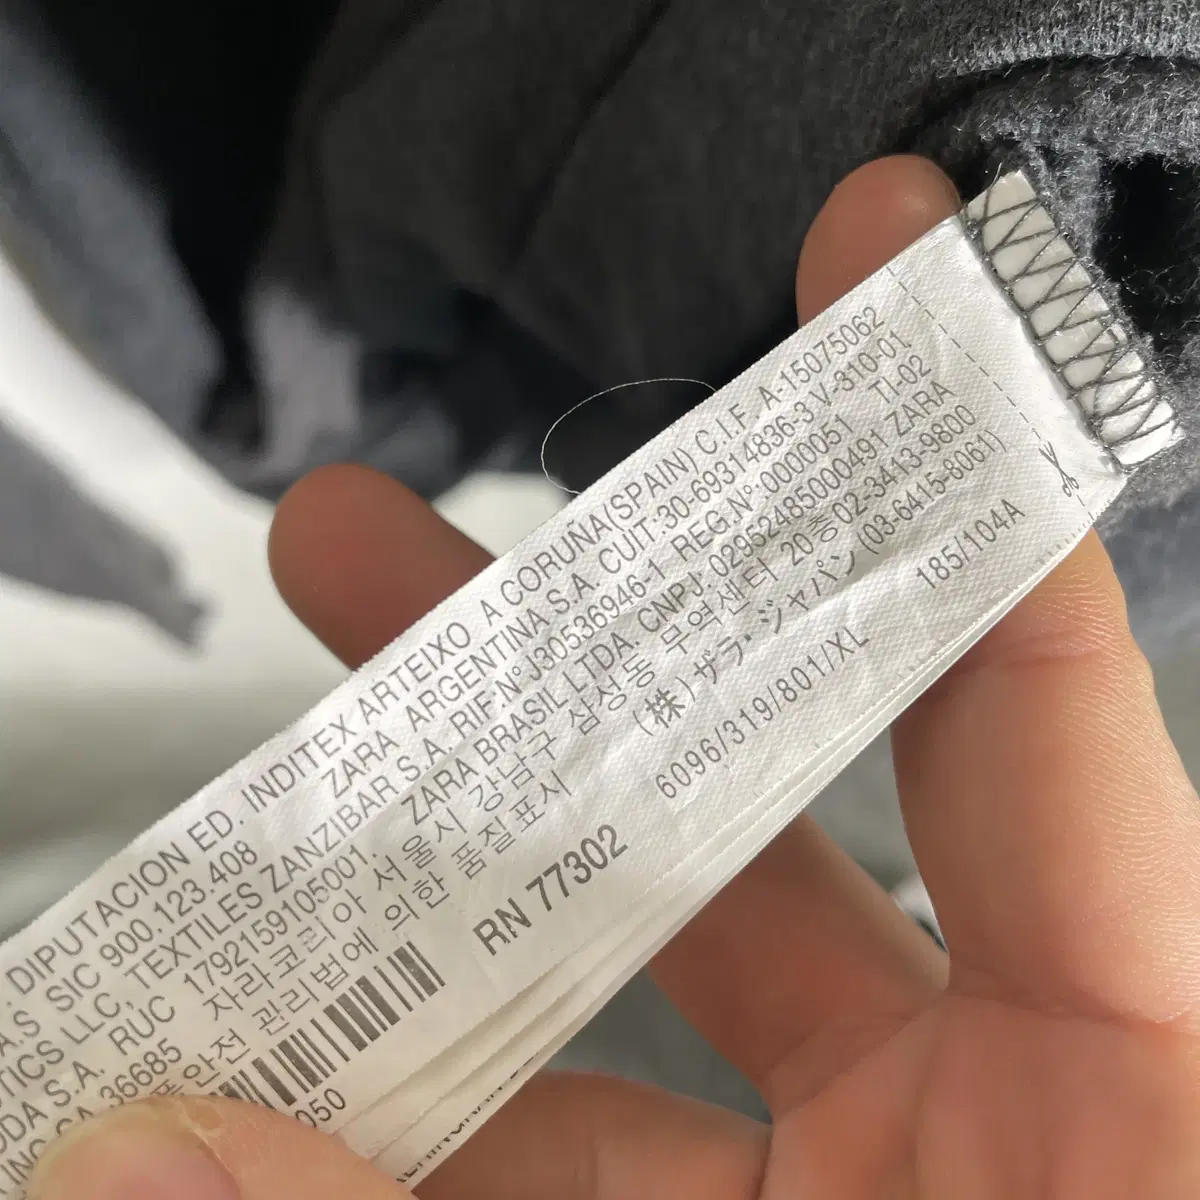 DIPUTACION ED. INDITEX ARTEIXO A CORUÑA(SPAIN) C.I.F. A-15075062
A.S SIC 900.123.408 ZARA ARGENTINA S.A. CUIT:30-69314836-3 V-310-01
TICS LLC, TEXTILES ZANZIBAR S.A. RIF-Nº:J30536946-1 REG.Nº:0000051 TI-02
ODA S.A. RUC 1792159105001, ZARA BRASIL LTDA. CNPJ: 02952485000491 ZARA
INC CA 36685 자라코리아 서울시 강남구 삼성동 무역센터 20층02-3413-9800
품안전 관리법에 의한 품질표시 (株) ザラ・ジャパン (03-6415-8061)
6096/319/801/XL 185/104A
RN 77302
050